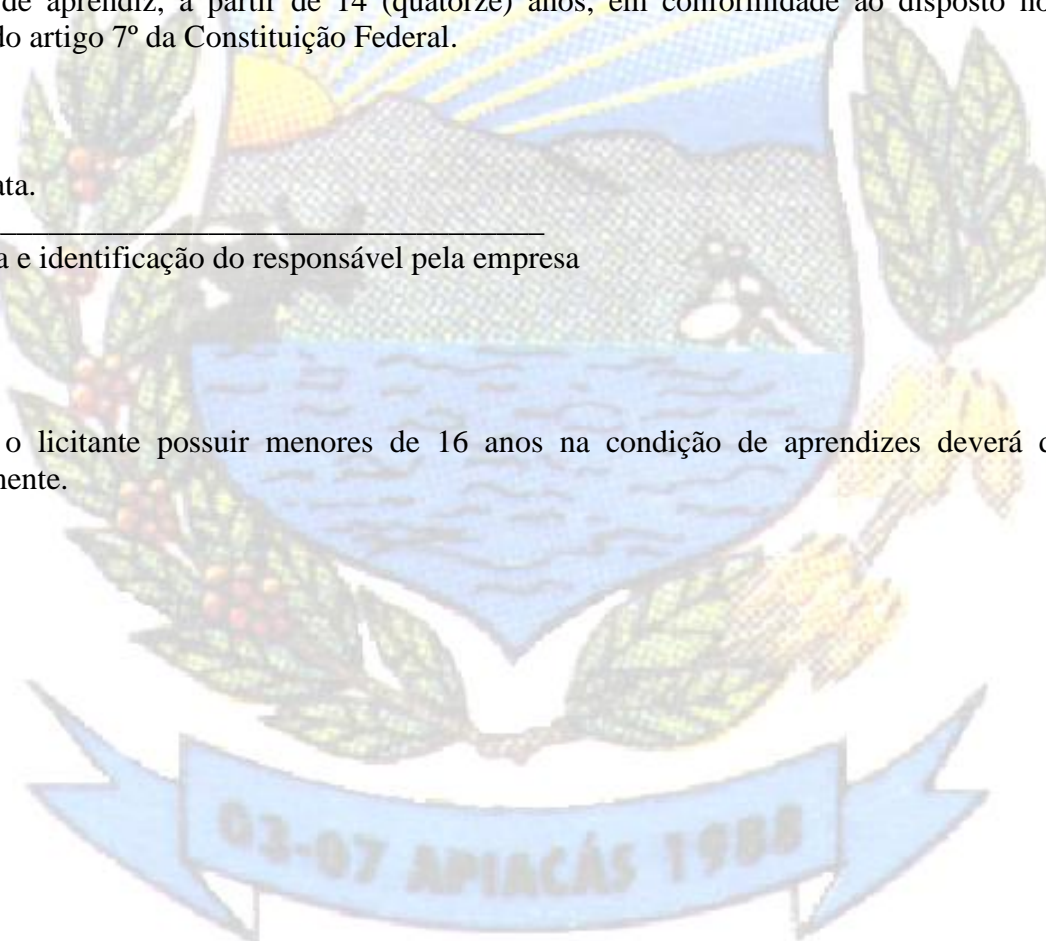 de aprendiz, a partir de 14 (quatorze) anos, em conformidade ao disposto no
do artigo 7º da Constituição Federal.
ata.
___________________________________
a e identificação do responsável pela empresa
o licitante possuir menores de 16 anos na condição de aprendizes deverá
mente.
03-07 APIACÁS 1988